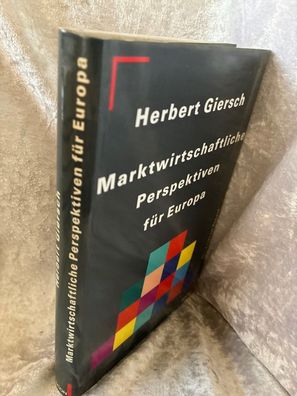 Herbert Giersch
Marktwirtschaftliche
Perspektiven
für Europa
Herbert Giersch
Marktwirtschaftliche Perspektiven für Europa